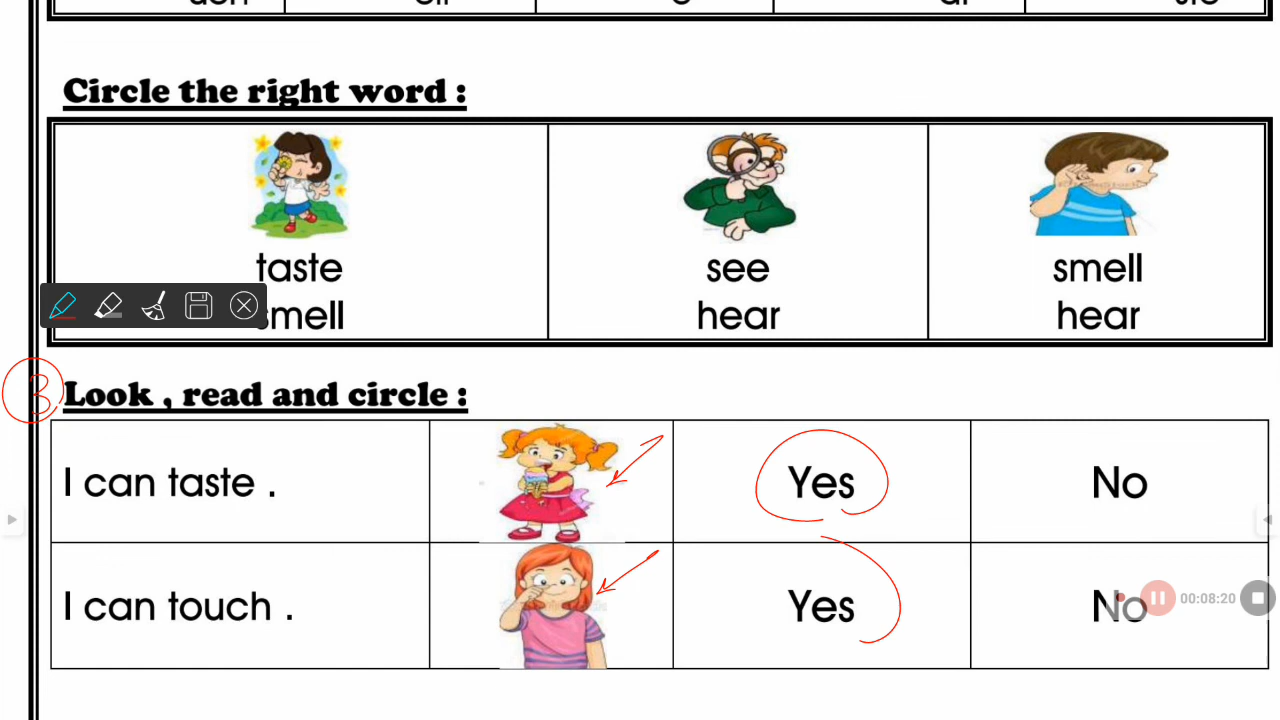 Circle the right word :
taste see smell
smell hear hear
3 Look , read and circle :
I can taste . Yes No
I can touch . Yes No
00:08:20